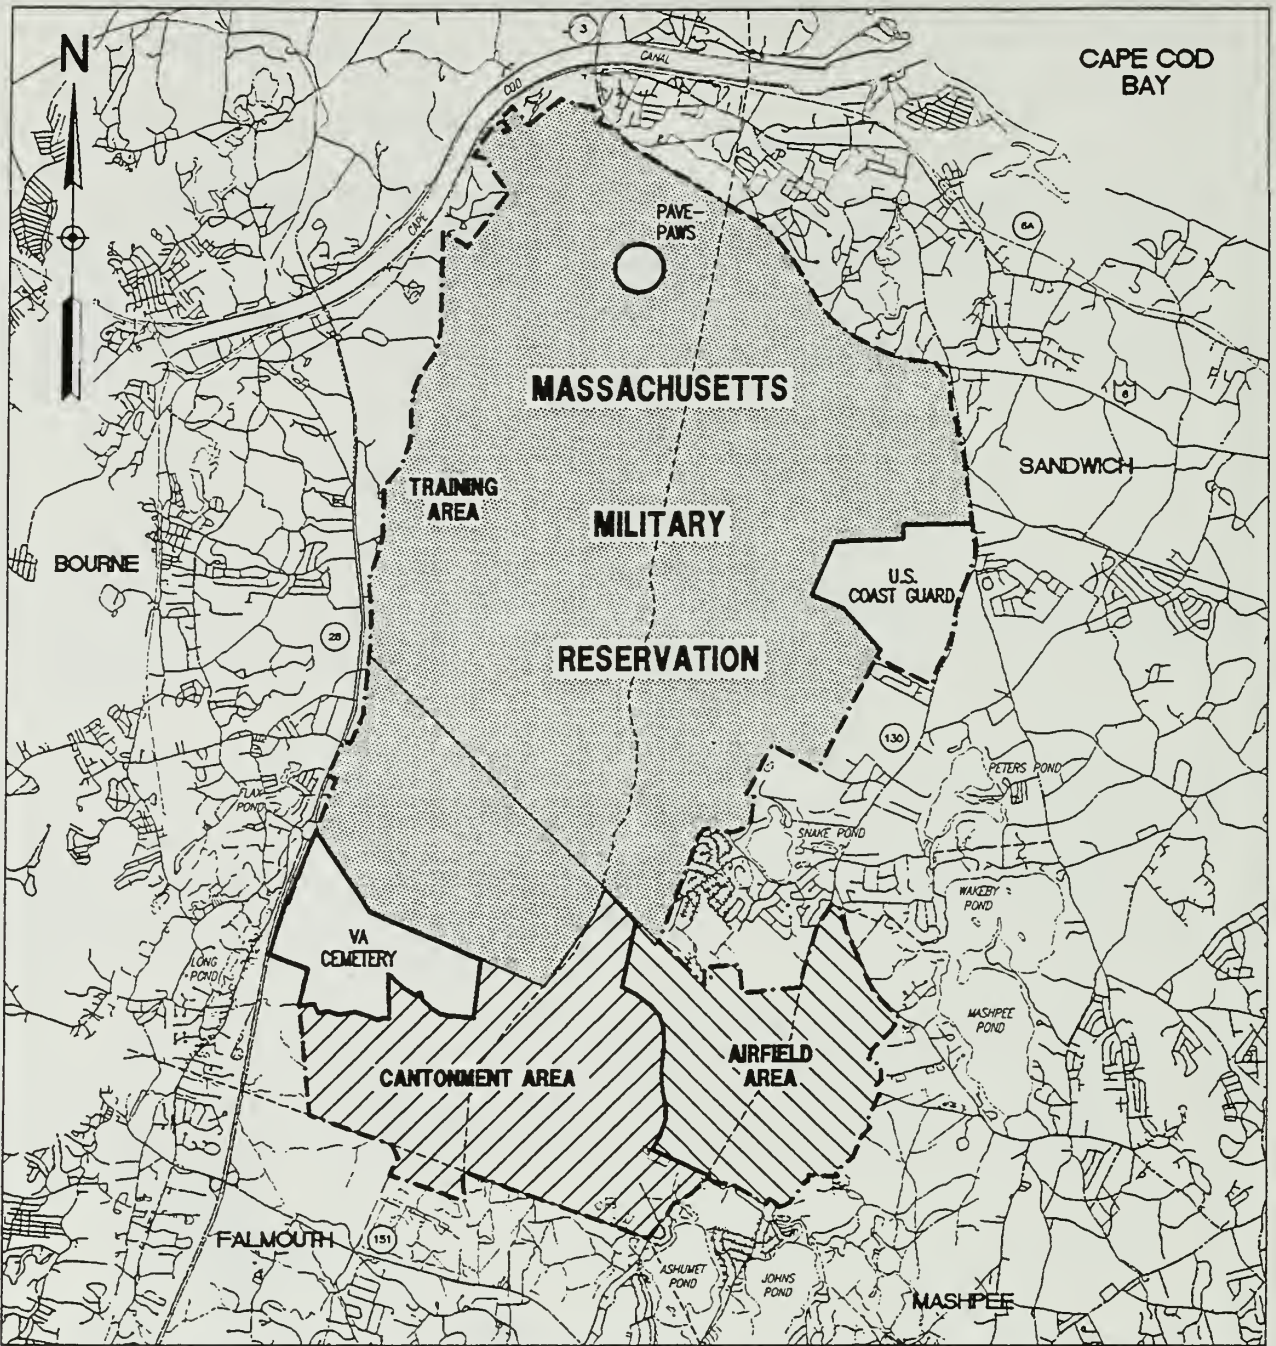 N
3
CANAL
COD
CAPE
CAPE COD
BAY
PAVE-
PAWS
6A
MASSACHUSETTS
6
SANDWICH
TRAINING
AREA
MILITARY
BOURNE
U.S.
COAST GUARD
28
RESERVATION
130
PETERS POND
FLAX
POND
SNAKE POND
WAKEBY
POND
VA
CEMETERY
LONG
POND
MASHPEE
POND
AIRFIELD
AREA
CANTONMENT AREA
FALMOUTH
151
ASHUMET
POND
JOHNS
POND
MASHPEE